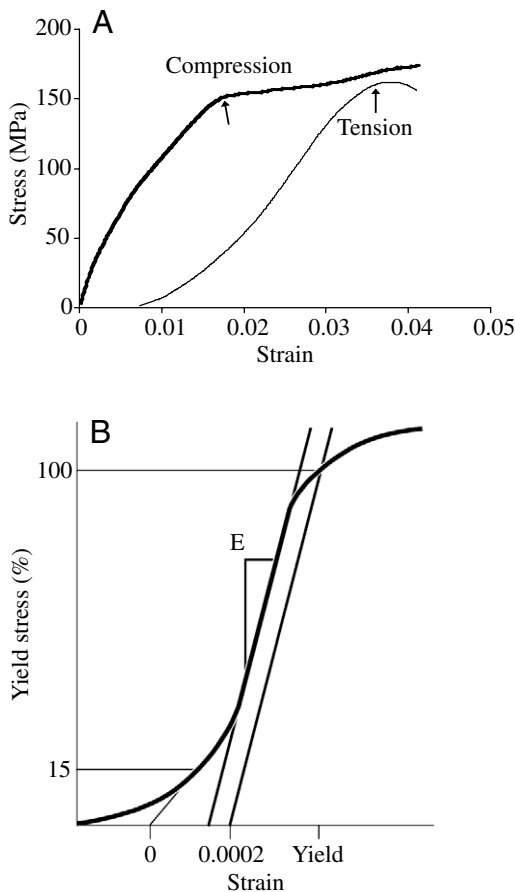 A
200
150
100
50
0
Stress (MPa)
Compression
Tension
0 0.01 0.02 0.03 0.04 0.05
Strain
B
100
E
15
Yield stress (%)
0 0.0002 Yield
Strain